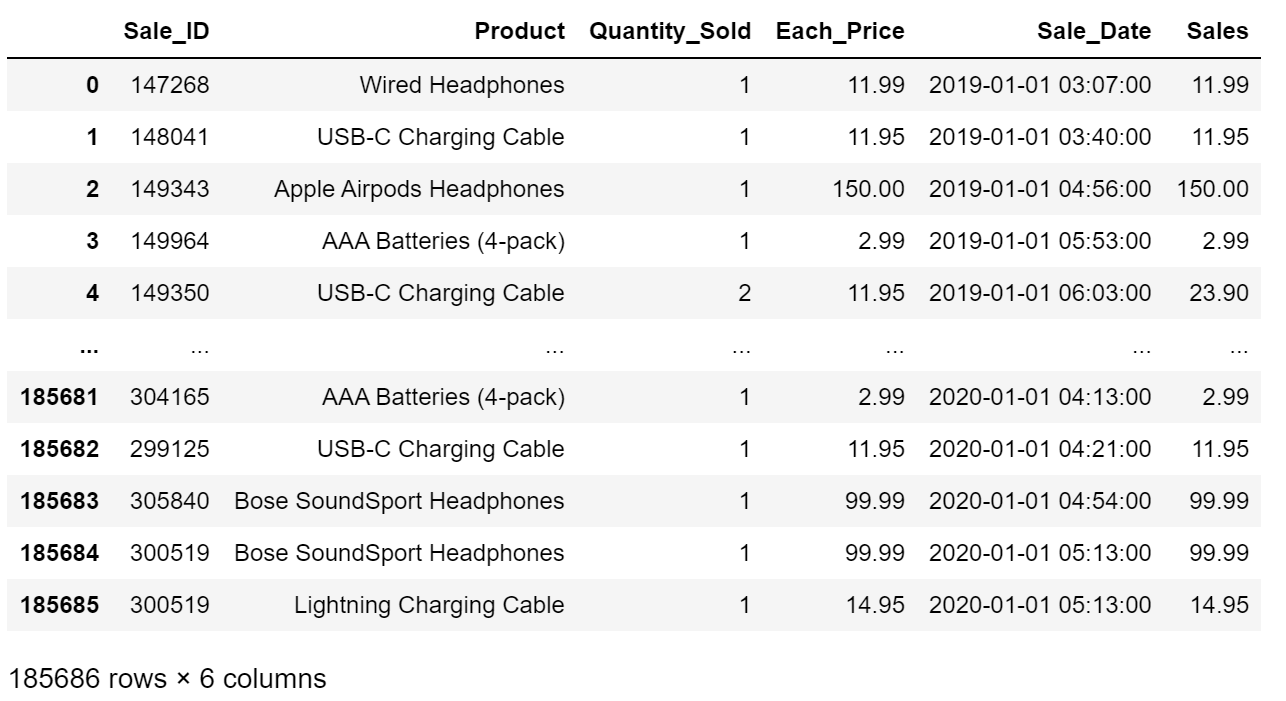 Sale_ID Product Quantity_Sold Each_Price Sale_Date Sales
0 147268 Wired Headphones 1 11.99 2019-01-01 03:07:00 11.99
1 148041 USB-C Charging Cable 1 11.95 2019-01-01 03:40:00 11.95
2 149343 Apple Airpods Headphones 1 150.00 2019-01-01 04:56:00 150.00
3 149964 AAA Batteries (4-pack) 1 2.99 2019-01-01 05:53:00 2.99
4 149350 USB-C Charging Cable 2 11.95 2019-01-01 06:03:00 23.90
... ... ... ... ... ... ...
185681 304165 AAA Batteries (4-pack) 1 2.99 2020-01-01 04:13:00 2.99
185682 299125 USB-C Charging Cable 1 11.95 2020-01-01 04:21:00 11.95
185683 305840 Bose SoundSport Headphones 1 99.99 2020-01-01 04:54:00 99.99
185684 300519 Bose SoundSport Headphones 1 99.99 2020-01-01 05:13:00 99.99
185685 300519 Lightning Charging Cable 1 14.95 2020-01-01 05:13:00 14.95
185686 rows × 6 columns